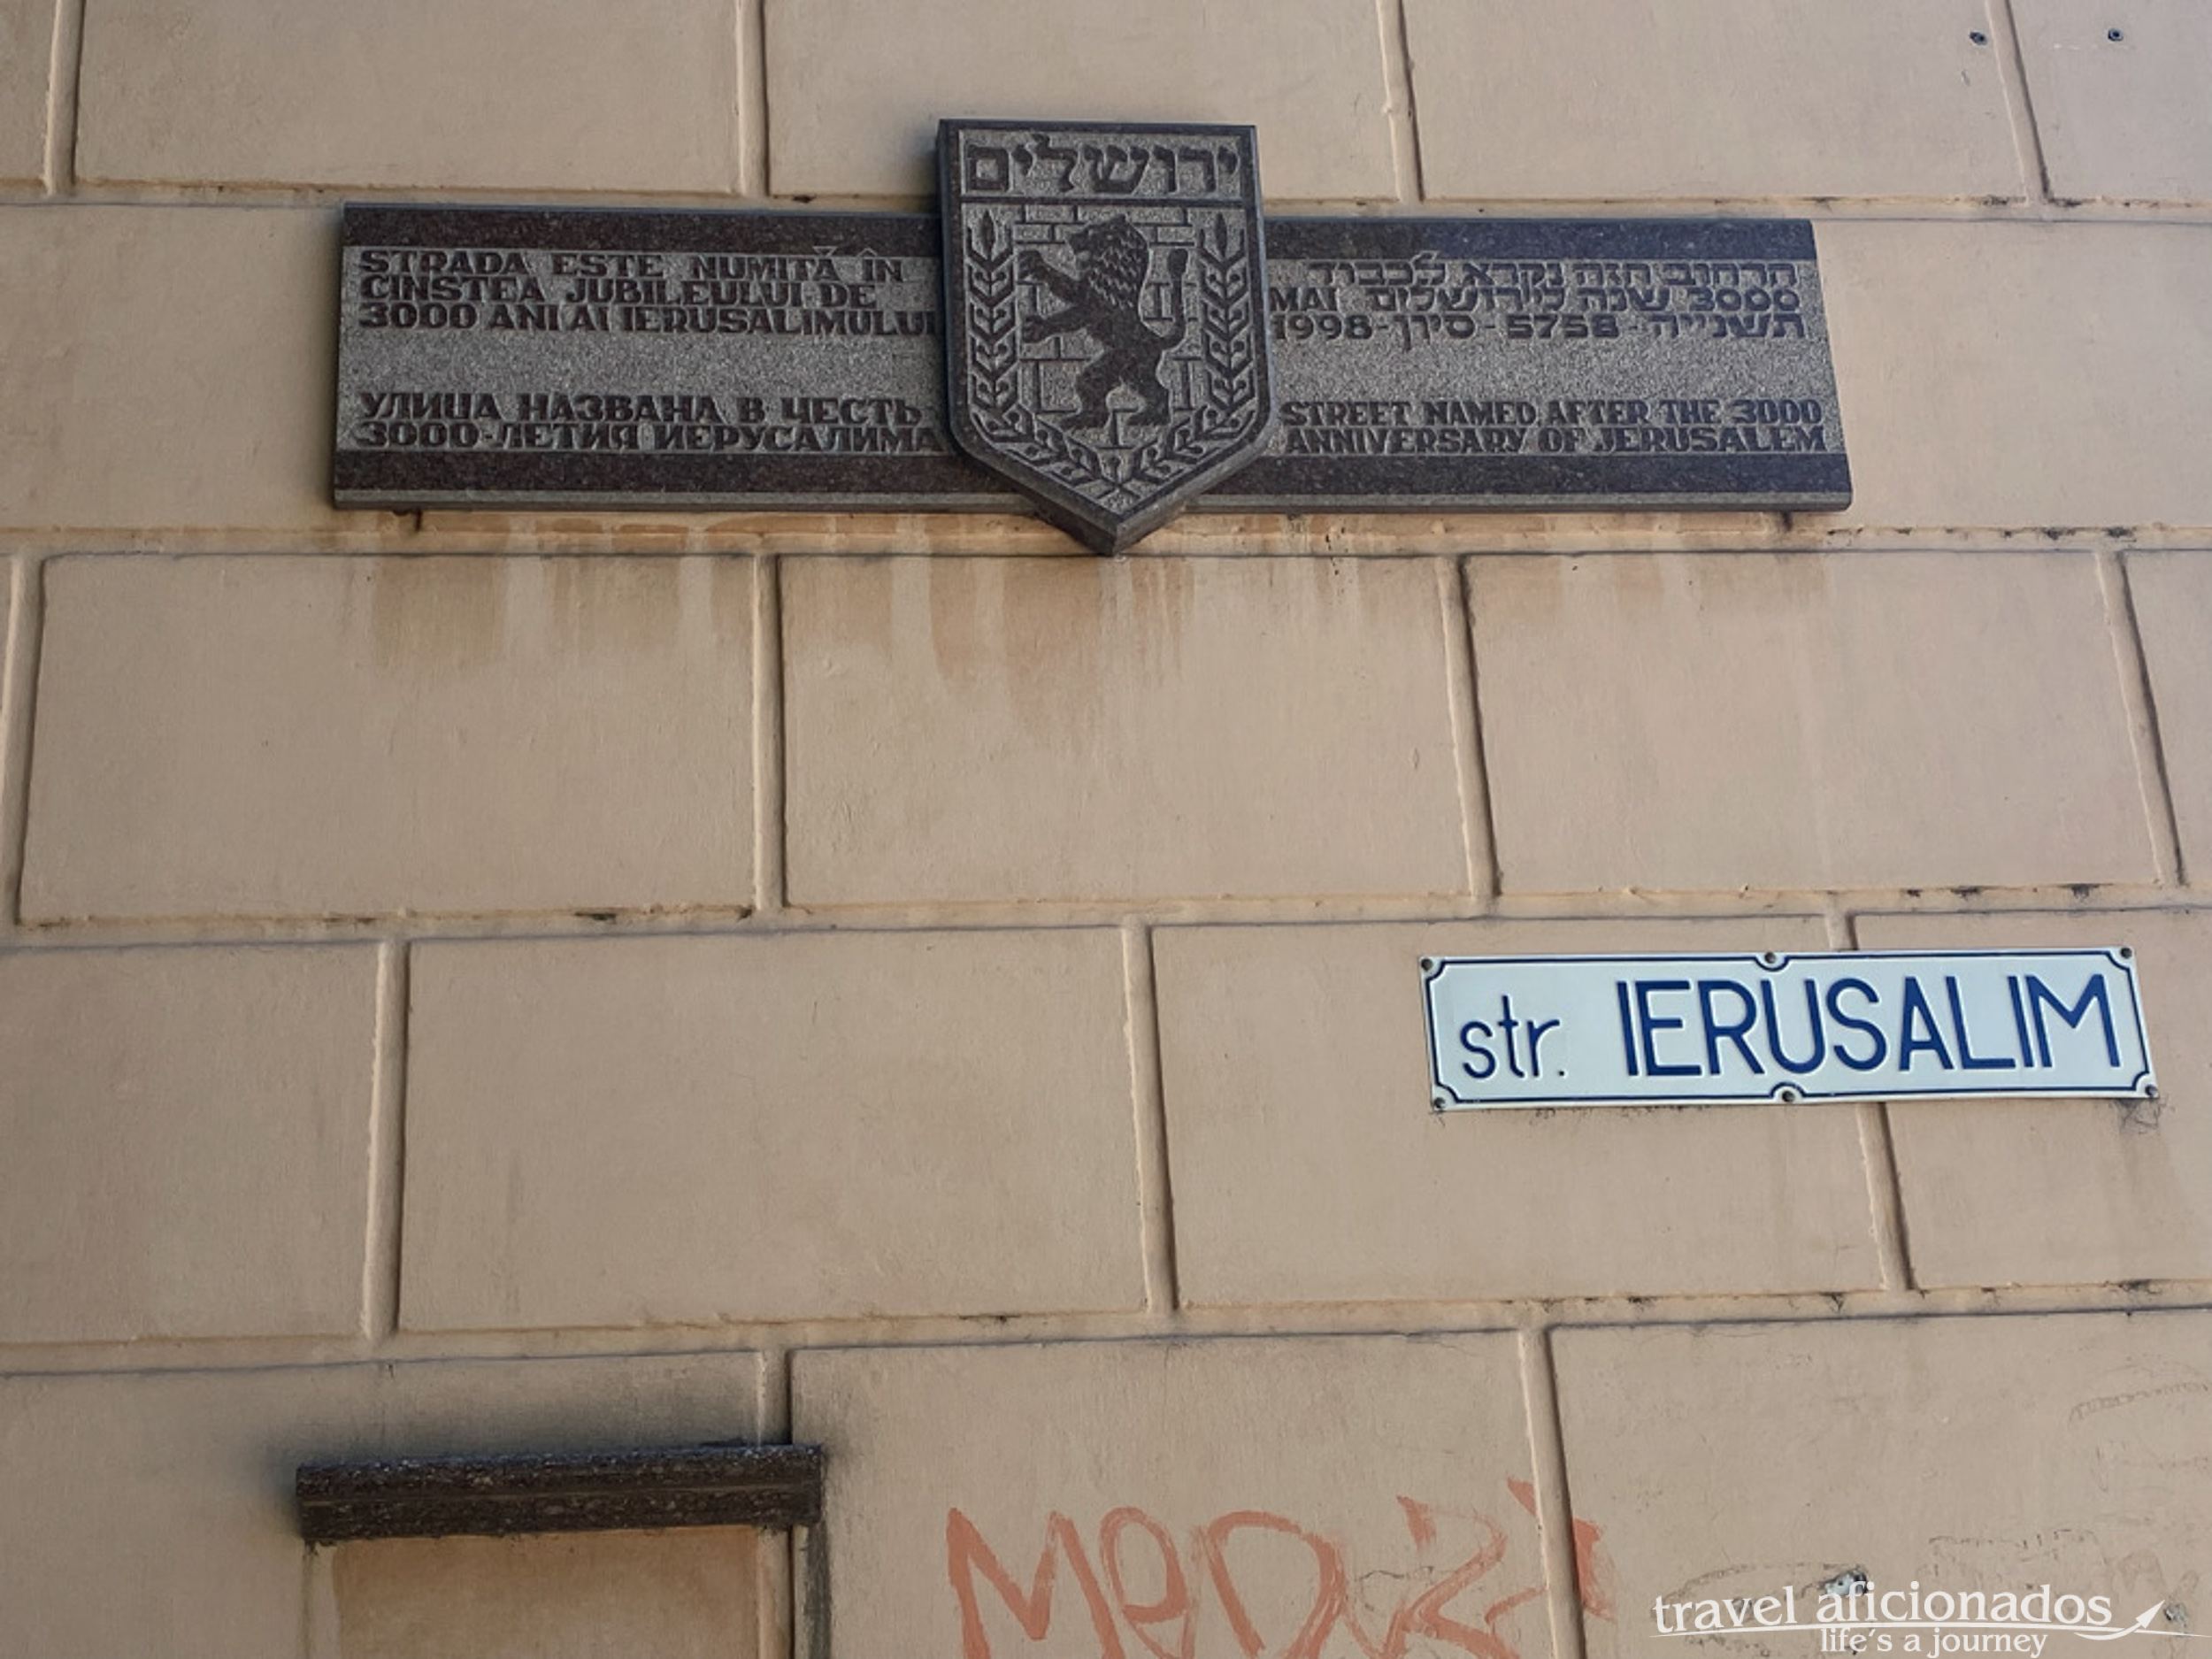 ירושלים
STRADA ESTE NUMITĂ ÎN
CINSTEA JUBILEULUI DE
3000 ANI AI IERUSALIMULUI
УЛИЦА НАЗВАНА В ЧЕСТЬ
3000-ЛЕТИЯ ИЕРУСАЛИМА
הרחוב הזה נקרא לכבוד
3000 שנה לירושלים MAI
תשנ״ח - 5758 - סיון - 1998
STREET NAMED AFTER THE 3000
ANNIVERSARY OF JERUSALEM
str. IERUSALIM
travel aficionados
life's a journey